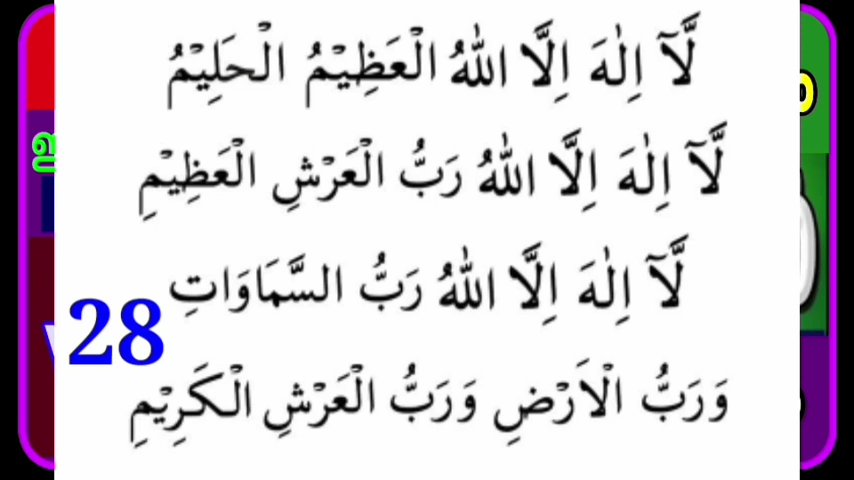 لَّآ اِلٰهَ اِلَّا اللّٰهُ الْعَظِيْمُ الْحَلِيْمُ
لَّآ اِلٰهَ اِلَّا اللّٰهُ رَبُّ الْعَرْشِ الْعَظِيْمِ
لَّآ اِلٰهَ اِلَّا اللّٰهُ رَبُّ السَّمَاوَاتِ
28
وَرَبُّ الْاَرْضِ وَرَبُّ الْعَرْشِ الْكَرِيْمِ